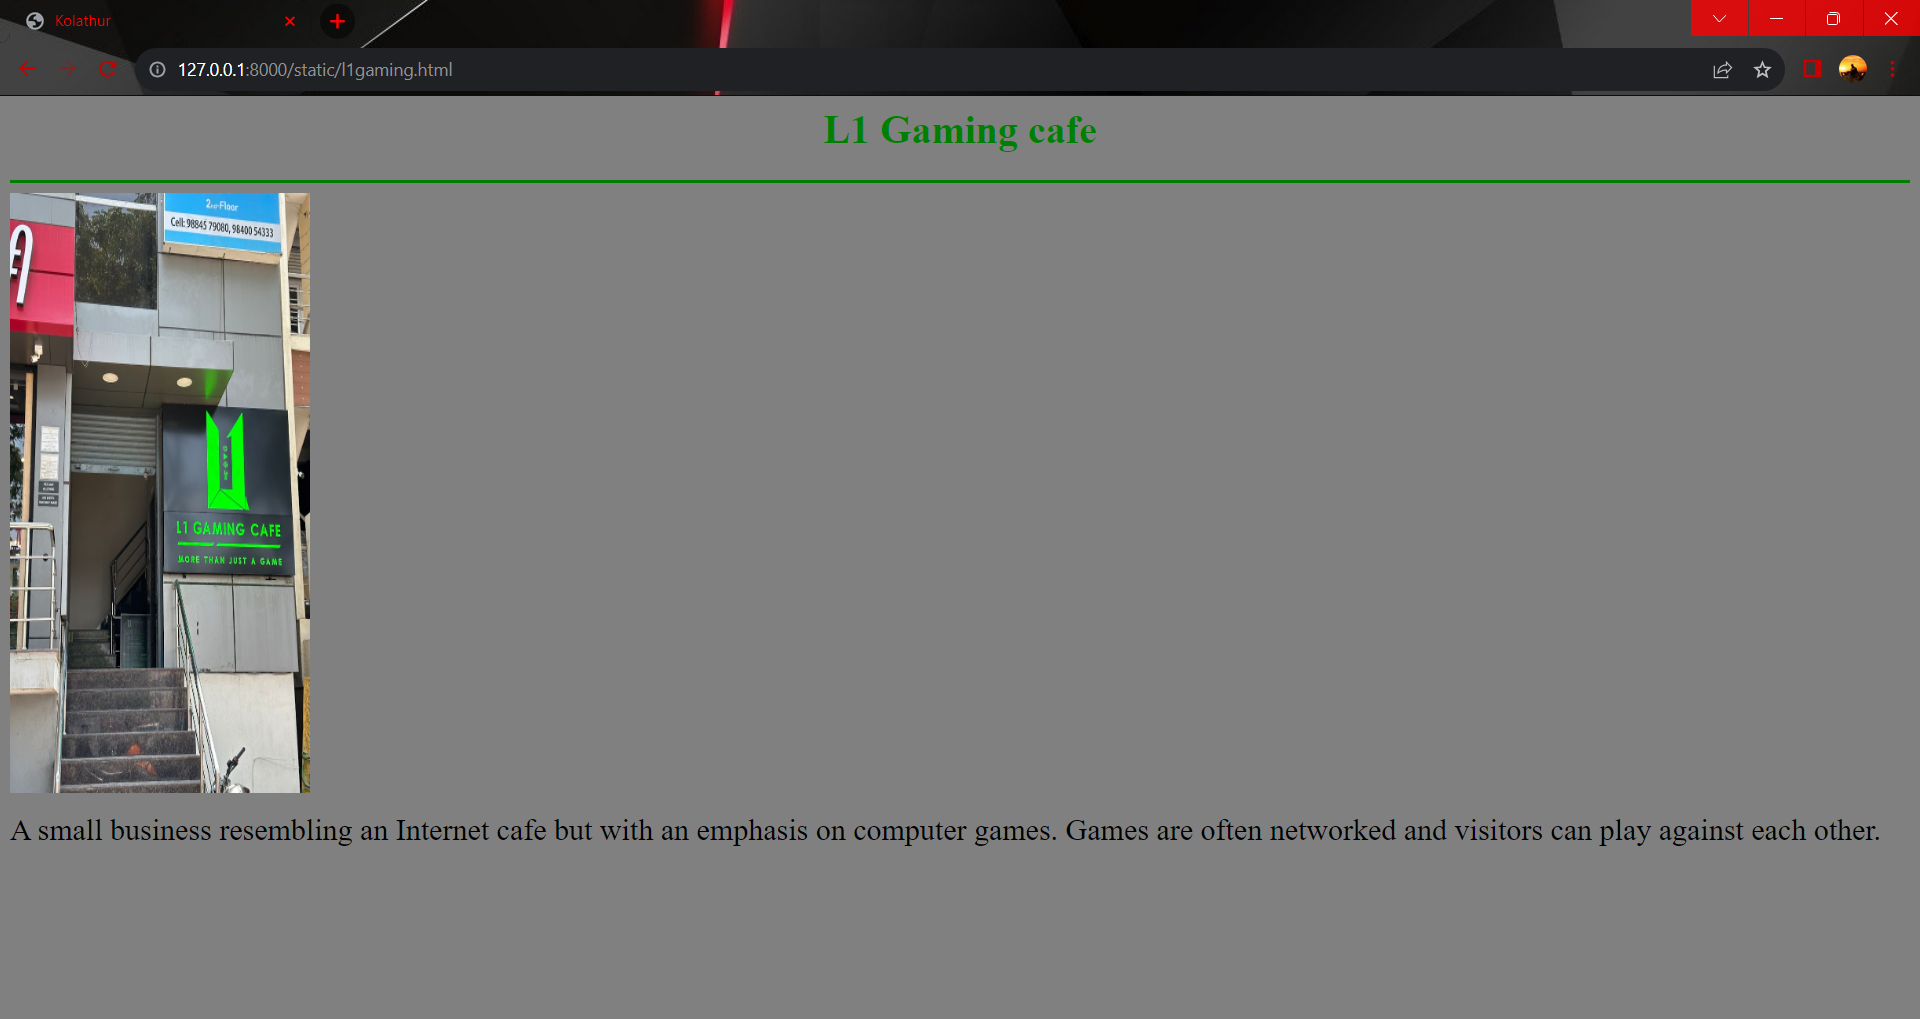 Kolathur
127.0.0.1:8000/static/l1gaming.html
L1 Gaming cafe
2nd Floor
Cell: 98845 79080, 98400 54333
L1 GAMING CAFE
MORE THAN JUST A GAME
A small business resembling an Internet cafe but with an emphasis on computer games. Games are often networked and visitors can play against each other.